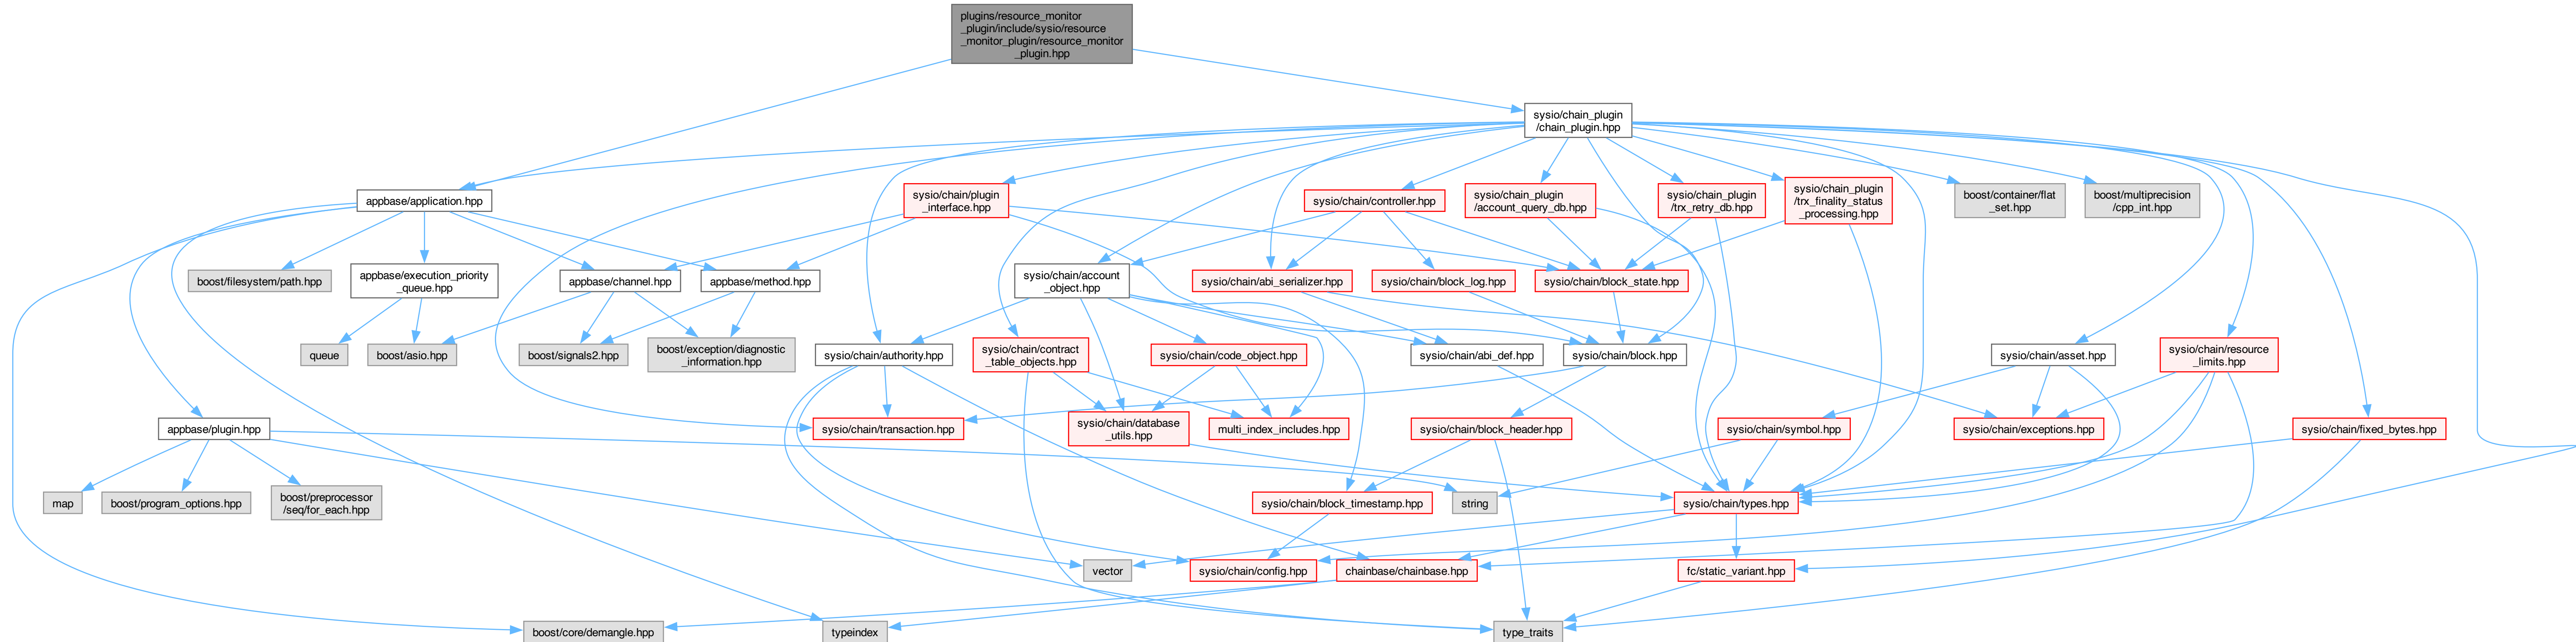 plugins/resource_monitor
_plugin/include/sysio/resource
_monitor_plugin/resource_monitor
_plugin.hpp
sysio/chain_plugin
/chain_plugin.hpp
appbase/application.hpp
sysio/chain/plugin
_interface.hpp
sysio/chain/controller.hpp
sysio/chain_plugin
/account_query_db.hpp
sysio/chain_plugin
/trx_retry_db.hpp
sysio/chain_plugin
/trx_finality_status
_processing.hpp
boost/container/flat
_set.hpp
boost/multiprecision
/cpp_int.hpp
boost/filesystem/path.hpp
appbase/execution_priority
_queue.hpp
appbase/channel.hpp
appbase/method.hpp
sysio/chain/account
_object.hpp
sysio/chain/abi_serializer.hpp
sysio/chain/block_log.hpp
sysio/chain/block_state.hpp
queue
boost/asio.hpp
boost/signals2.hpp
boost/exception/diagnostic
_information.hpp
sysio/chain/authority.hpp
sysio/chain/contract
_table_objects.hpp
sysio/chain/code_object.hpp
sysio/chain/abi_def.hpp
sysio/chain/block.hpp
sysio/chain/asset.hpp
sysio/chain/resource
_limits.hpp
appbase/plugin.hpp
sysio/chain/transaction.hpp
sysio/chain/database
_utils.hpp
multi_index_includes.hpp
sysio/chain/block_header.hpp
sysio/chain/symbol.hpp
sysio/chain/exceptions.hpp
sysio/chain/fixed_bytes.hpp
map
boost/program_options.hpp
boost/preprocessor
/seq/for_each.hpp
sysio/chain/block_timestamp.hpp
string
sysio/chain/types.hpp
vector
sysio/chain/config.hpp
chainbase/chainbase.hpp
fc/static_variant.hpp
boost/core/demangle.hpp
typeindex
type_traits